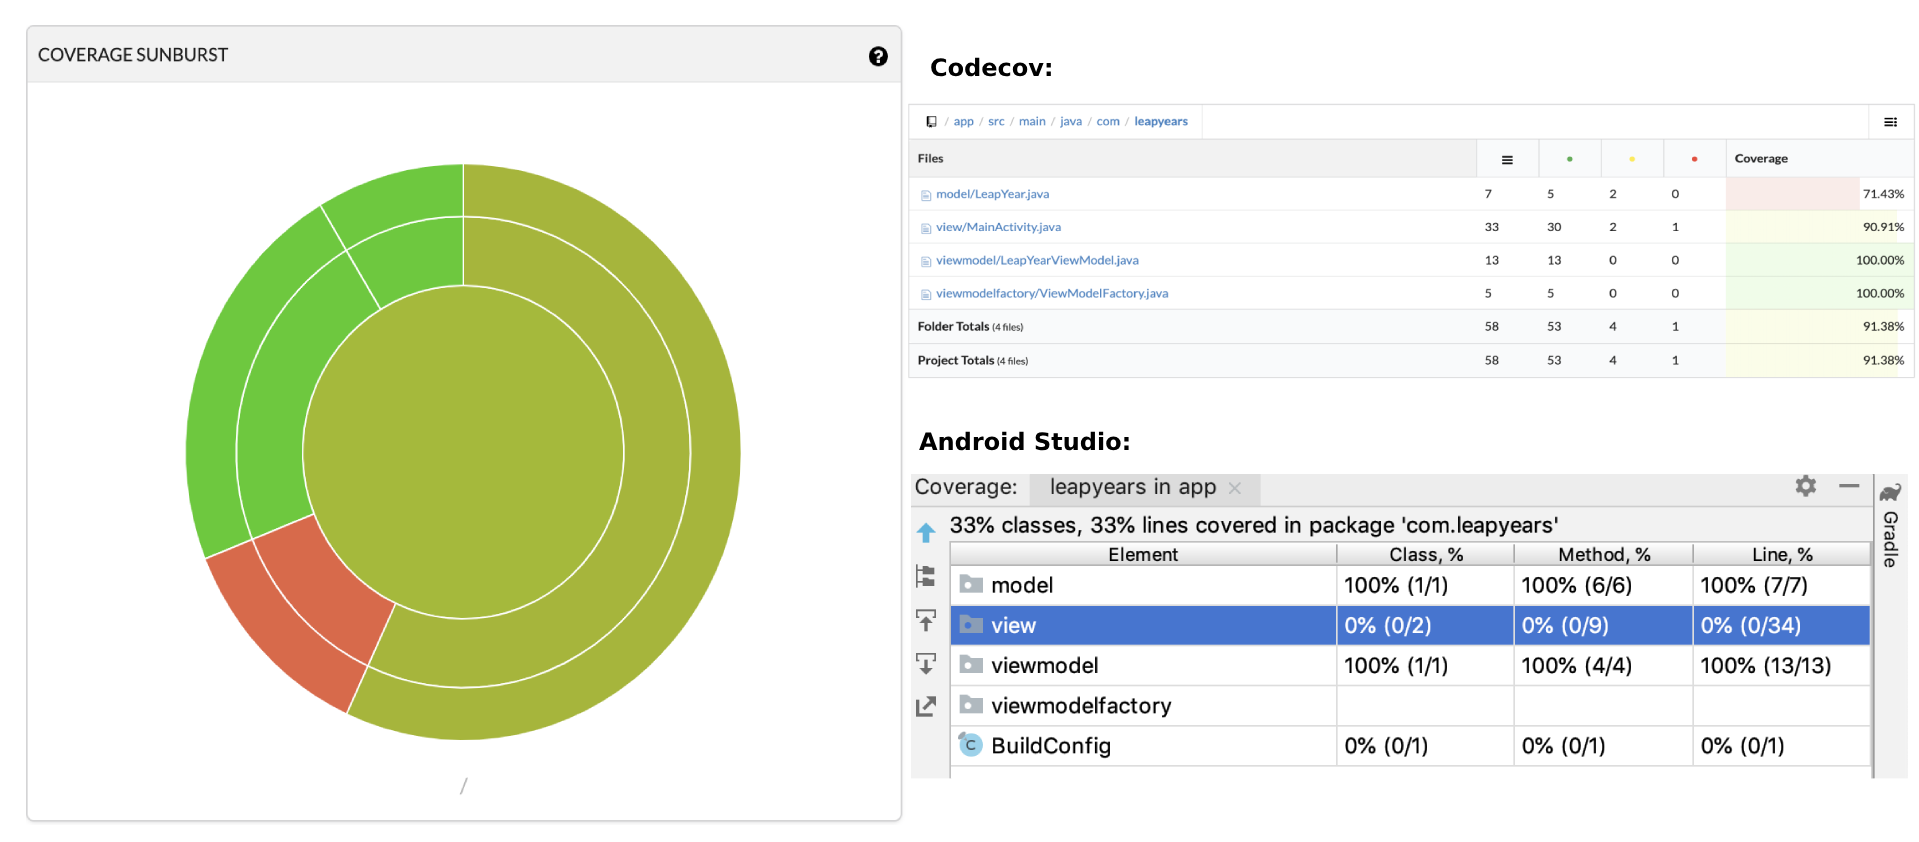 COVERAGE SUNBURST
/
Codecov:
/ app / src / main / java / com / leapyears
Files Coverage
model/LeapYear.java 7 5 2 0 71.43%
view/MainActivity.java 33 30 2 1 90.91%
viewmodel/LeapYearViewModel.java 13 13 0 0 100.00%
viewmodelfactory/ViewModelFactory.java 5 5 0 0 100.00%
Folder Totals (4 files) 58 53 4 1 91.38%
Project Totals (4 files) 58 53 4 1 91.38%
Android Studio:
Coverage: leapyears in app
33% classes, 33% lines covered in package 'com.leapyears'
Element Class, % Method, % Line, %
model 100% (1/1) 100% (6/6) 100% (7/7)
view 0% (0/2) 0% (0/9) 0% (0/34)
viewmodel 100% (1/1) 100% (4/4) 100% (13/13)
viewmodelfactory
C BuildConfig 0% (0/1) 0% (0/1) 0% (0/1)
Gradle